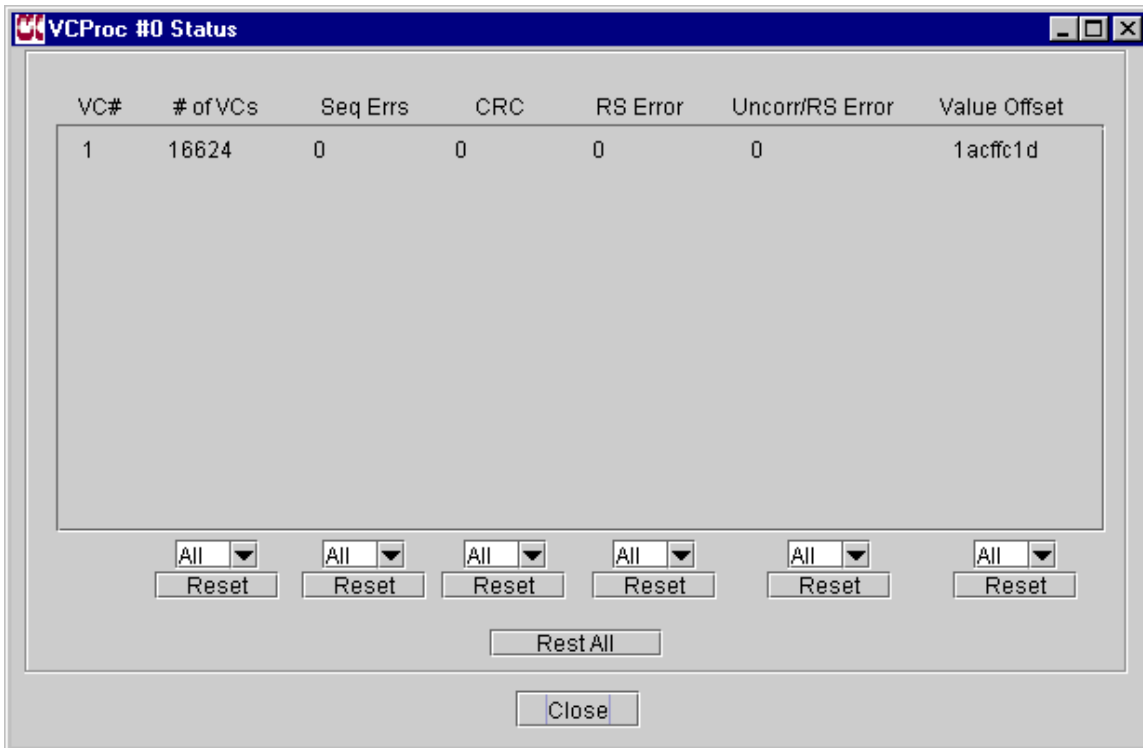 VCProc #0 Status
VC# # of VCs Seq Errs CRC RS Error Uncorr/RS Error Value Offset
1 16624 0 0 0 0 1acffc1d
All All All All All All
Reset Reset Reset Reset Reset Reset
Rest All
Close